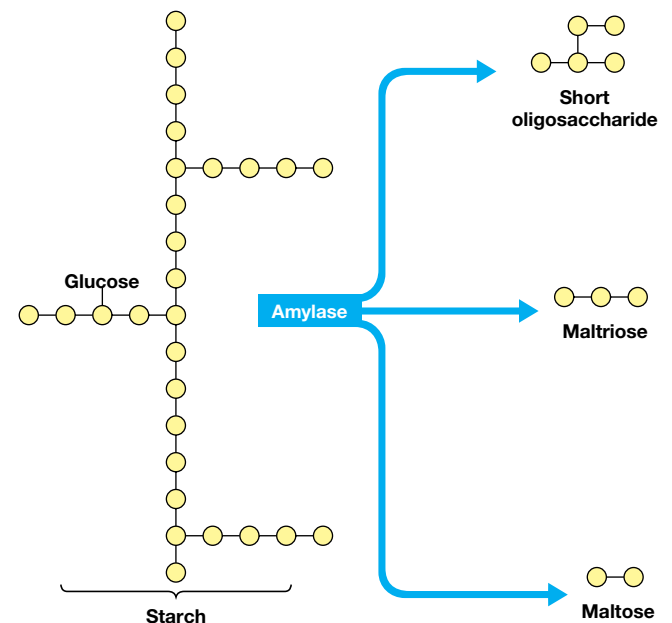 Short
oligosaccharide
Glucose
Amylase
Maltriose
Maltose
Starch